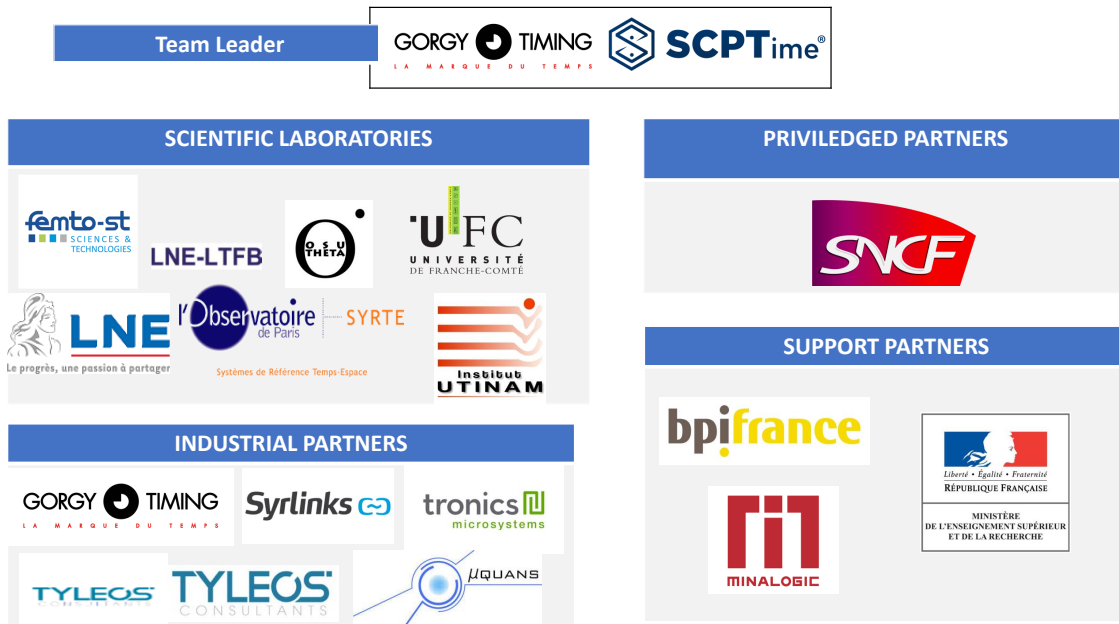 Team Leader
GORGY TIMING
LA MARQUE DU TEMPS
SCPTime®
SCIENTIFIC LABORATORIES
femto-st
SCIENCES &
TECHNOLOGIES
LNE-LTFB
OSU
THETA
UFC
UNIVERSITÉ
DE FRANCHE-COMTÉ
LNE
Le progrès, une passion à partager
l'Observatoire
de Paris
SYRTE
Systèmes de Référence Temps-Espace
Institut
UTINAM
INDUSTRIAL PARTNERS
GORGY TIMING
LA MARQUE DU TEMPS
Syrlinks
tronics
microsystems
TYLEOS
CONSULTANTS
TYLEOS
CONSULTANTS
μQUANS
PRIVILEDGED PARTNERS
SNCF
SUPPORT PARTNERS
bpifrance
MINALOGIC
Liberté • Égalité • Fraternité
RÉPUBLIQUE FRANÇAISE
MINISTÈRE
DE L'ENSEIGNEMENT SUPÉRIEUR
ET DE LA RECHERCHE